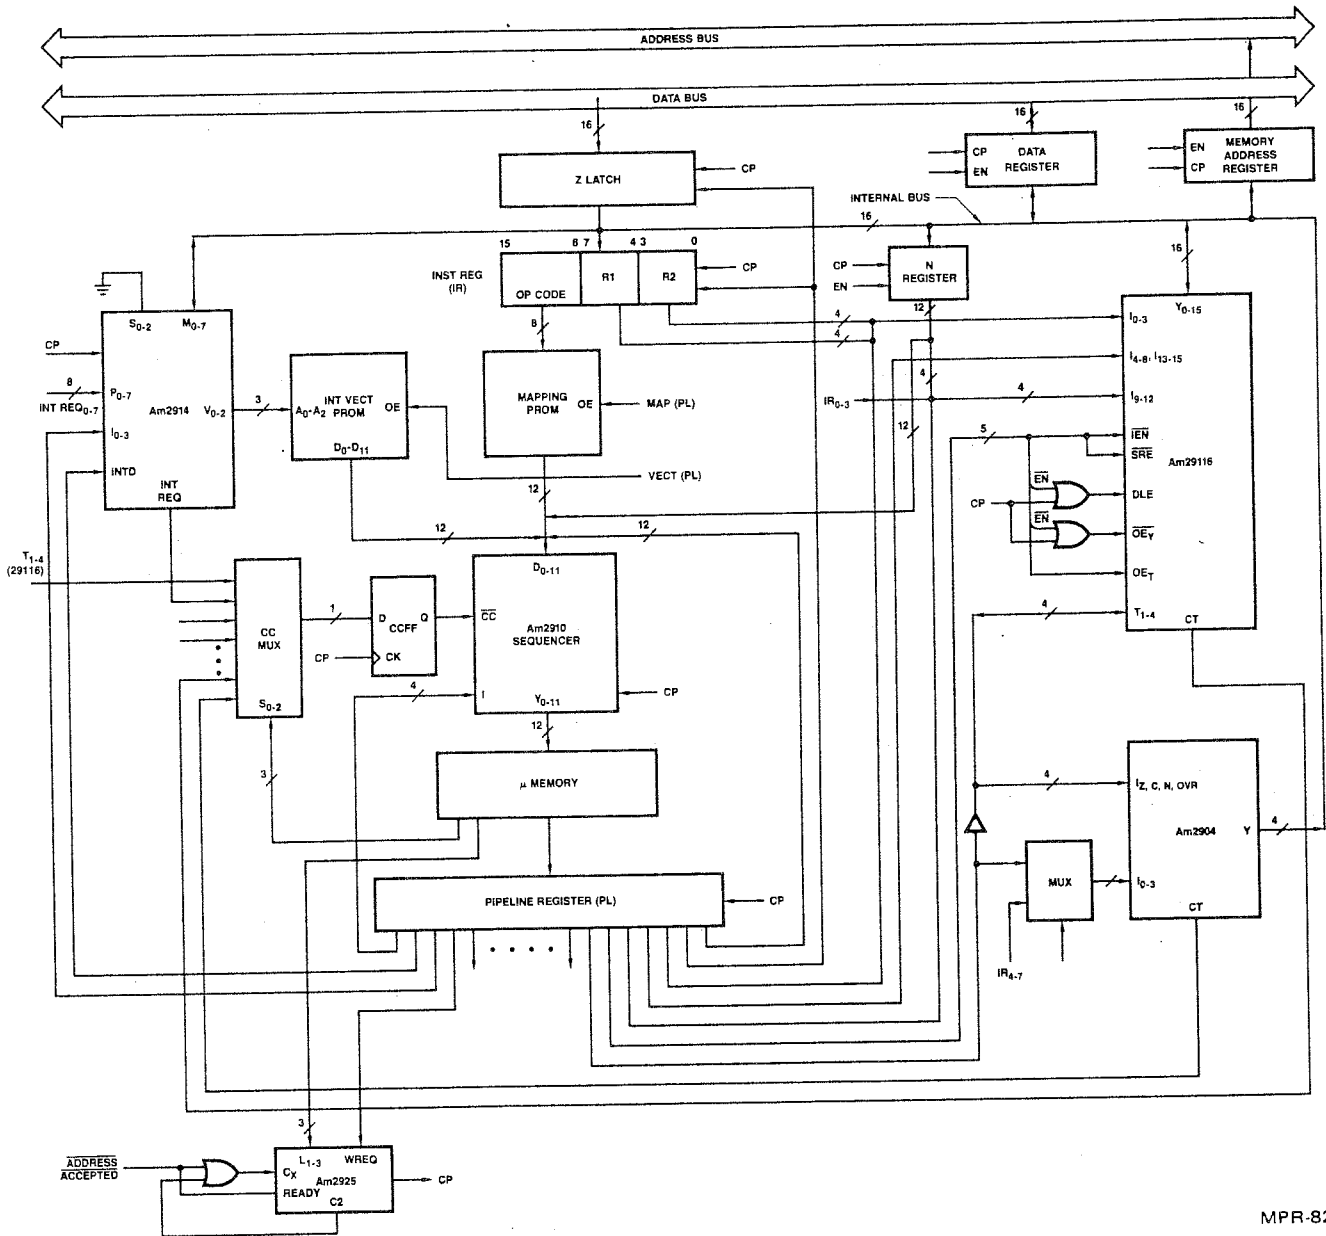 ADDRESS BUS
DATA BUS
16
16
16
Z LATCH
CP
CP
DATA
REGISTER
EN
EN
MEMORY
ADDRESS
REGISTER
CP
INTERNAL BUS
16
15
8 7
4 3
0
INST REG
(IR)
OP CODE
R1
R2
CP
CP
EN
N
REGISTER
16
12
S0-2
M0-7
CP
8
P0-7
INT REQ0-7
Am2914
V0-2
3
I0-3
INTD
INT
REQ
A0-A2
INT VECT
PROM
OE
D0-D11
8
MAPPING
PROM
OE
MAP (PL)
VECT (PL)
4
4
4
IR0-3
4
12
5
12
12
12
Y0-15
I0-3
I4-8, I13-15
I9-12
IEN
SRE
Am29116
EN
DLE
CP
EN
OEY
OET
4
T1-4
CT
T1-4
(29116)
CC
MUX
S0-2
1
D
Q
CCFF
CP
CK
D0-11
CC
Am2910
SEQUENCER
4
I
Y0-11
CP
12
3
μ MEMORY
PIPELINE REGISTER (PL)
CP
4
IZ, C, N, OVR
Am2904
Y
4
MUX
I0-3
CT
IR4-7
ADDRESS
ACCEPTED
3
L1-3
WREQ
CX
Am2925
READY
C2
CP
MPR-82